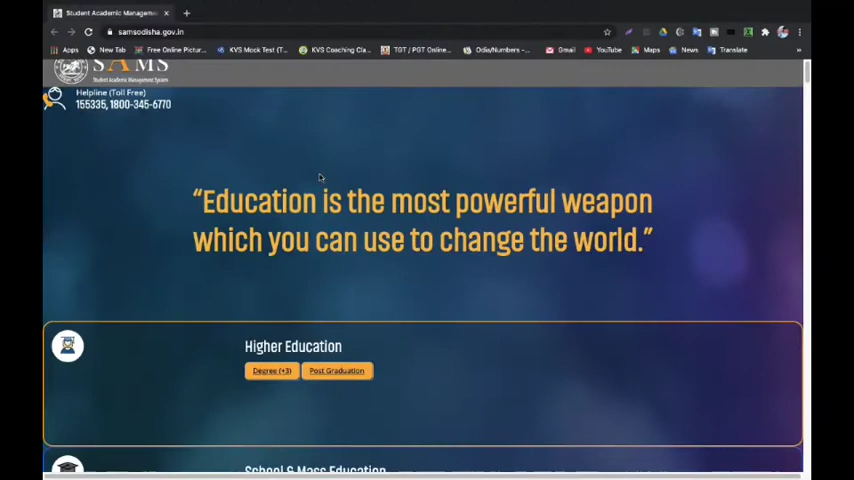 Student Academic Managemen
samsodisha.gov.in
Apps
New Tab
Free Online Pictur...
KVS Mock Test (T...
KVS Coaching Cla...
TGT / PGT Online...
Odia/Numbers -...
Gmail
YouTube
Maps
News
Translate
SAMS
Student Academic Management System
Helpline (Toll Free)
155335, 1800-345-6770
“Education is the most powerful weapon
which you can use to change the world.”
Higher Education
Degree (+3)
Post Graduation
School & Mass Education